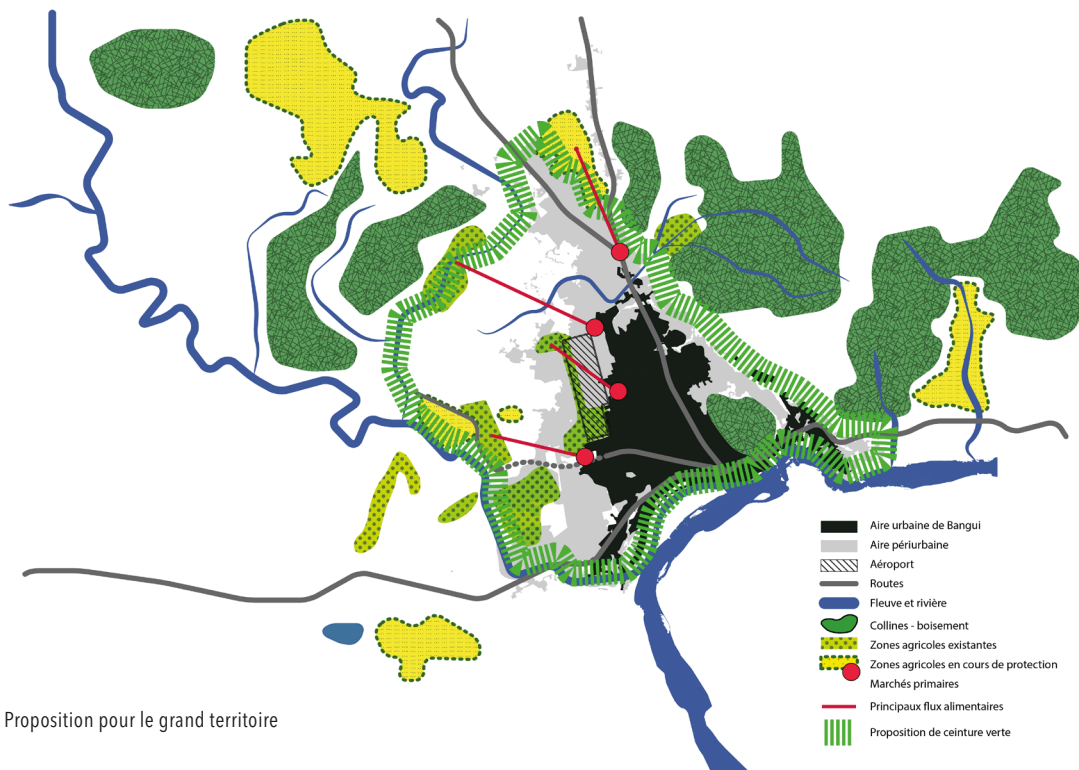 Aire urbaine de Bangui
Aire périurbaine
Aéroport
Routes
Fleuve et rivière
Collines - boisement
Zones agricoles existantes
Zones agricoles en cours de protection
Marchés primaires
Principaux flux alimentaires
Proposition de ceinture verte
Proposition pour le grand territoire